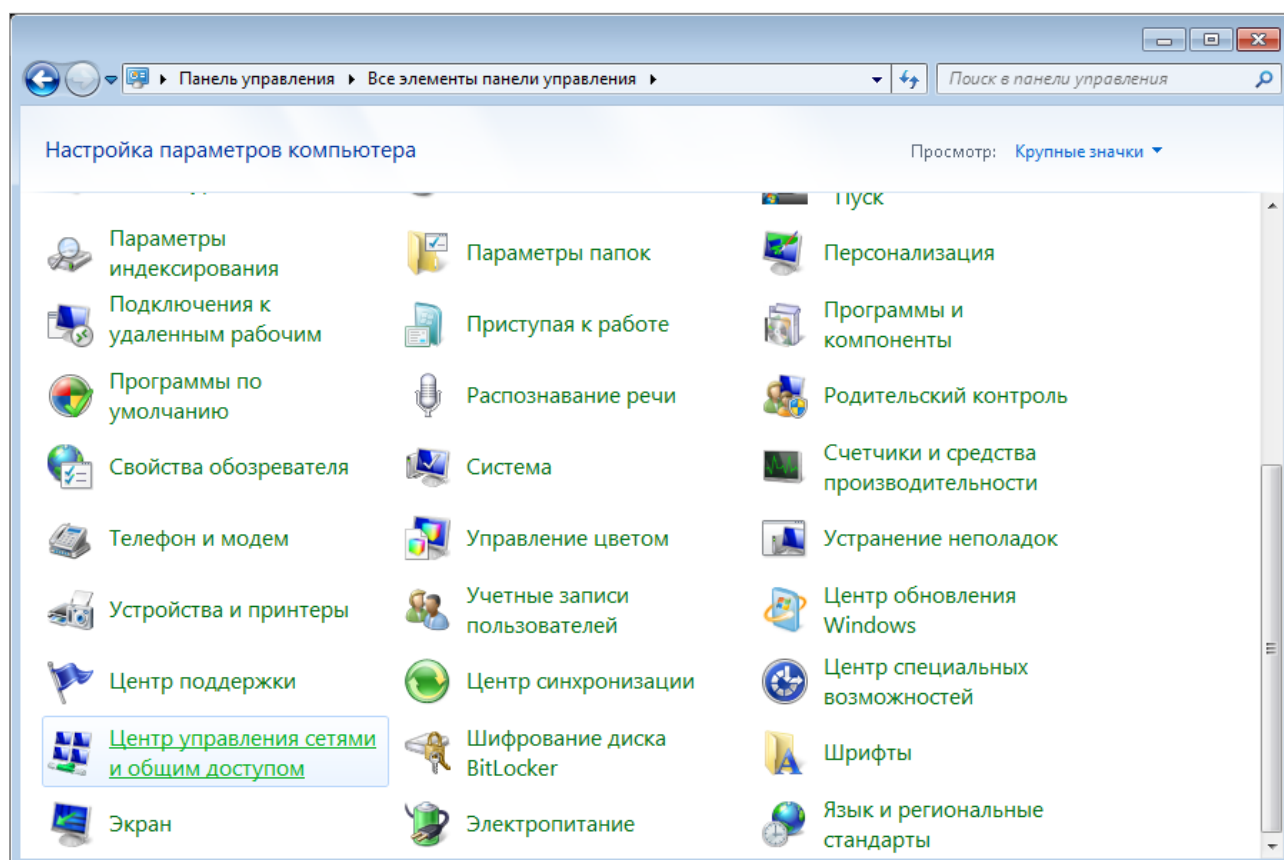 Панель управления
Все элементы панели управления
Поиск в панели управления
Настройка параметров компьютера
Просмотр: Крупные значки
Пуск
Параметры
индексирования
Параметры папок
Персонализация
Подключения к
удаленным рабочим
Приступая к работе
Программы и
компоненты
Программы по
умолчанию
Распознавание речи
Родительский контроль
Свойства обозревателя
Система
Счетчики и средства
производительности
Телефон и модем
Управление цветом
Устранение неполадок
Устройства и принтеры
Учетные записи
пользователей
Центр обновления
Windows
Центр поддержки
Центр синхронизации
Центр специальных
возможностей
Центр управления сетями
и общим доступом
Шифрование диска
BitLocker
Шрифты
Экран
Электропитание
Язык и региональные
стандарты